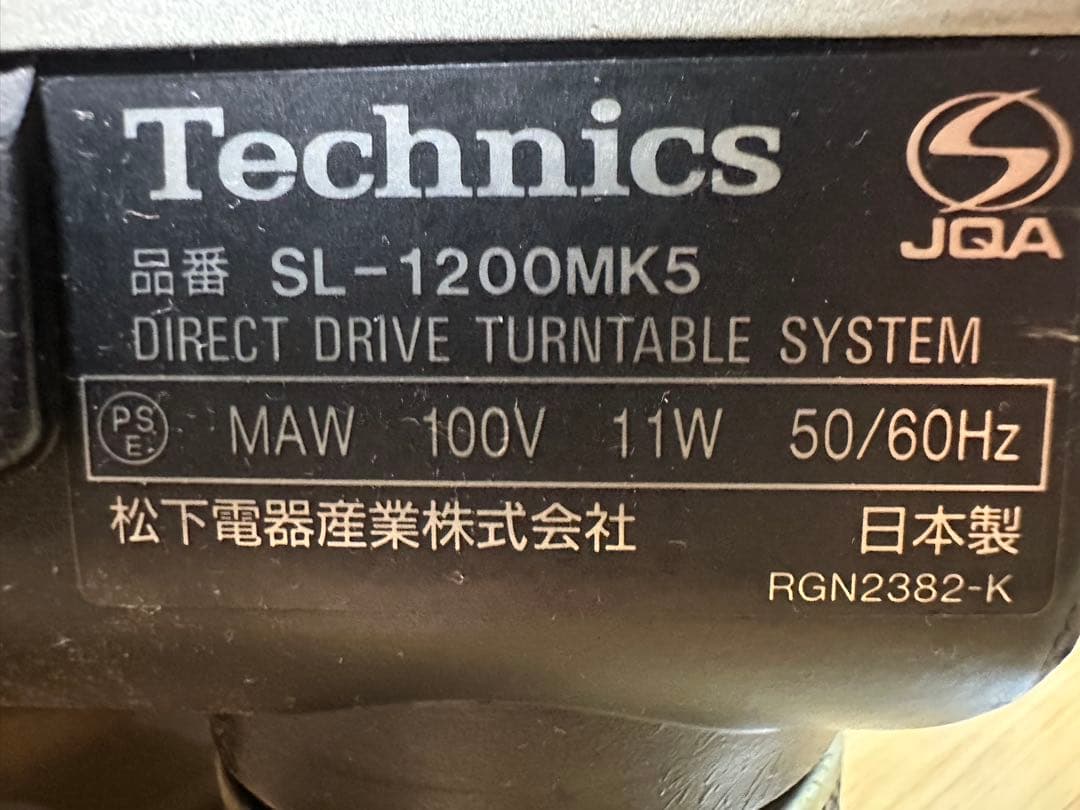 Technics
JQA
品番 SL-1200MK5
DIRECT DRIVE TURNTABLE SYSTEM
PS E MAW 100V 11W 50/60Hz
松下電器産業株式会社 日本製
RGN2382-K